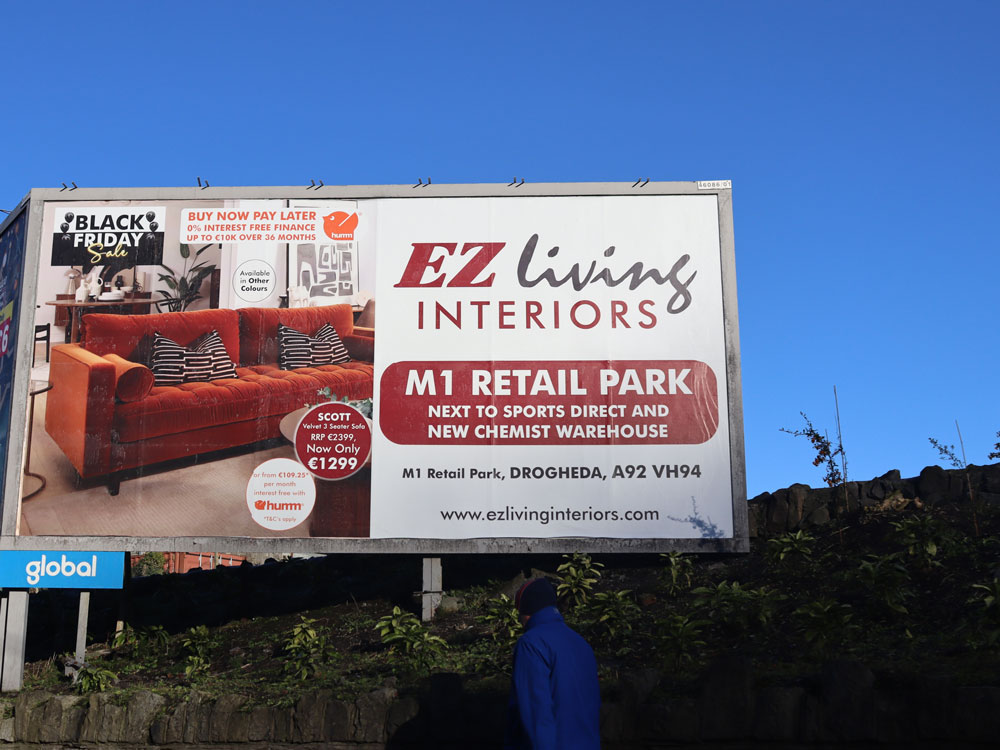 46086/01
BLACK
FRIDAY
Sale
BUY NOW PAY LATER
0% INTEREST FREE FINANCE
UP TO €10K OVER 36 MONTHS
humm
Available
in Other
Colours
SCOTT
Velvet 3 Seater Sofa
RRP €2399,
Now Only
€1299
or from €109.25*
per month
interest free with
humm
*T&C's apply
EZ living
INTERIORS
M1 RETAIL PARK
NEXT TO SPORTS DIRECT AND
NEW CHEMIST WAREHOUSE
M1 Retail Park, DROGHEDA, A92 VH94
www.ezlivinginteriors.com
global